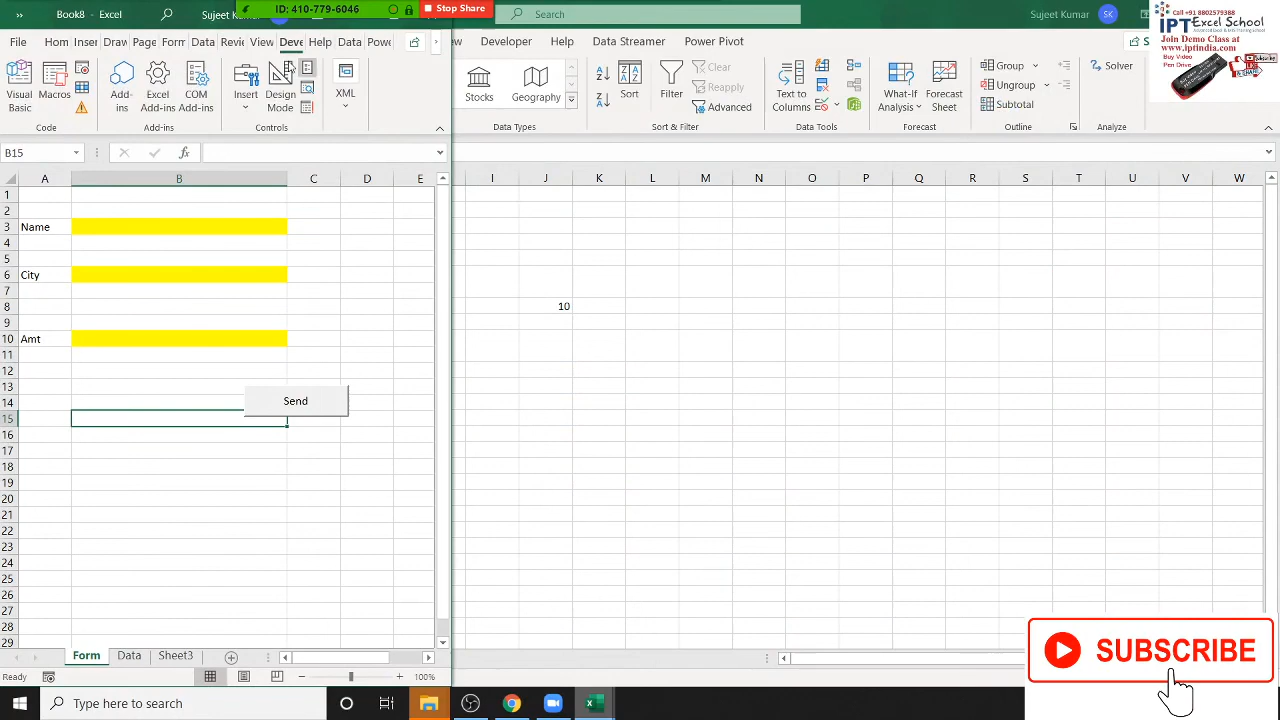 Book8 - Excel
Sujeet Kumar
ID: 410-779-6046
Stop Share
Search
Sujeet Kumar
SK
Call +91 8802579388
IPT Excel School
Join Demo Class at
www.iptindia.com
Buy Video
Pen Drive
File
Hom Inser Draw Page Form Data Revie View Deve Help Data Powe
Developer Help Data Streamer Power Pivot
Visual Basic
Macros
Add-ins
Excel Add-ins
COM Add-ins
Insert
Design Mode
XML
Code
Add-ins
Controls
Stocks
Geography
Sort
Filter
Clear
Reapply
Advanced
Text to Columns
What-If Analysis
Forecast Sheet
Group
Ungroup
Subtotal
Solver
Data Types
Sort & Filter
Data Tools
Forecast
Outline
Analyze
B15
fx
A B C D E I J K L M N O P Q R S T U V W
1
2
3 Name
4
5
6 City
7
8 10
9
10 Amt
11
12
13
14 Send
15
16
17
18
19
20
21
22
23
24
25
26
27
28
29
Form Data Sheet3
Ready
100%
SUBSCRIBE
Type here to search